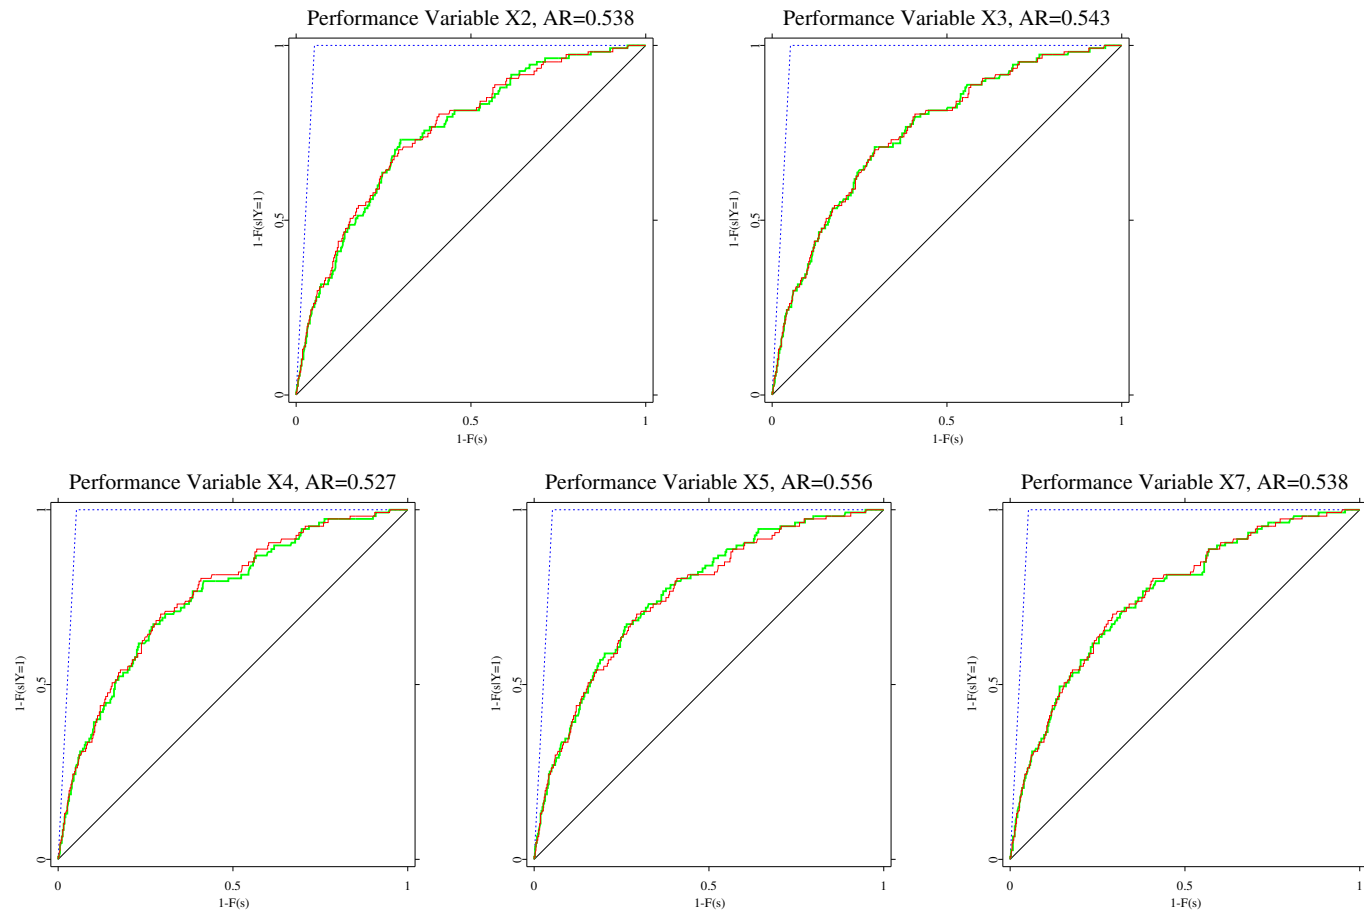 Performance Variable X2, AR=0.538
1
0.5
0
1-F(s|Y=1)
0
0.5
1
1-F(s)
Performance Variable X3, AR=0.543
1
0.5
0
1-F(s|Y=1)
0
0.5
1
1-F(s)
Performance Variable X4, AR=0.527
1
0.5
0
1-F(s|Y=1)
0
0.5
1
1-F(s)
Performance Variable X5, AR=0.556
1
0.5
0
1-F(s|Y=1)
0
0.5
1
1-F(s)
Performance Variable X7, AR=0.538
1
0.5
0
1-F(s|Y=1)
0
0.5
1
1-F(s)